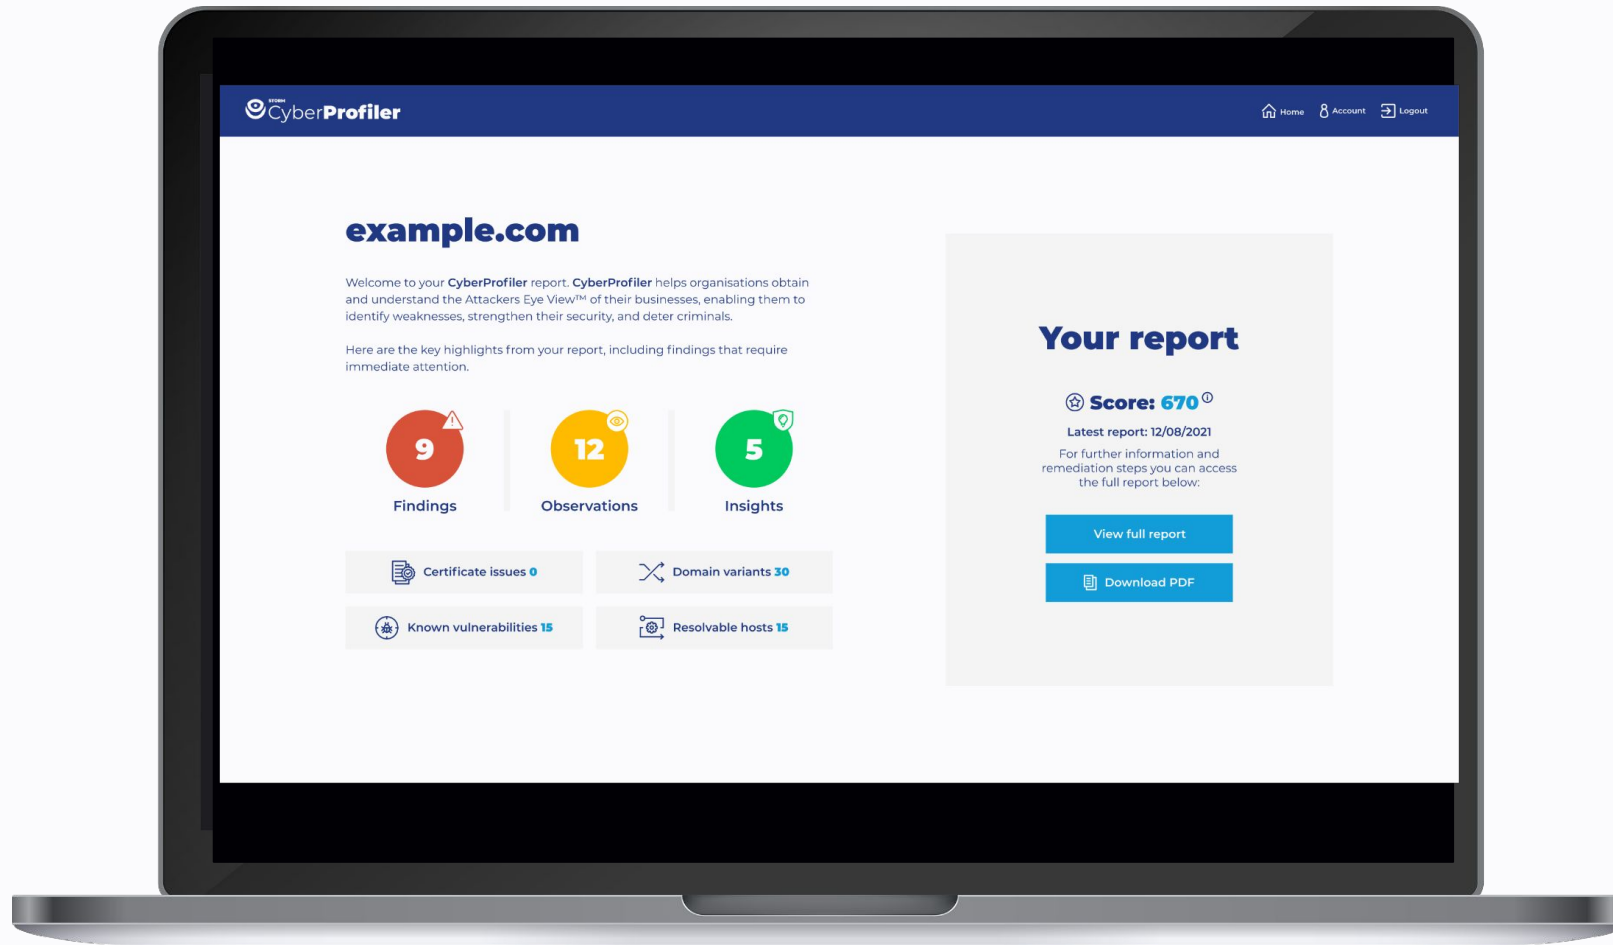 STORM
CyberProfiler
Home Account Logout
example.com
Welcome to your CyberProfiler report. CyberProfiler helps organisations obtain
and understand the Attackers Eye View™ of their businesses, enabling them to
identify weaknesses, strengthen their security, and deter criminals.
Here are the key highlights from your report, including findings that require
immediate attention.
9
Findings
12
Observations
5
Insights
Certificate issues 0
Domain variants 30
Known vulnerabilities 15
Resolvable hosts 15
Your report
Score: 670
Latest report: 12/08/2021
For further information and
remediation steps you can access
the full report below:
View full report
Download PDF